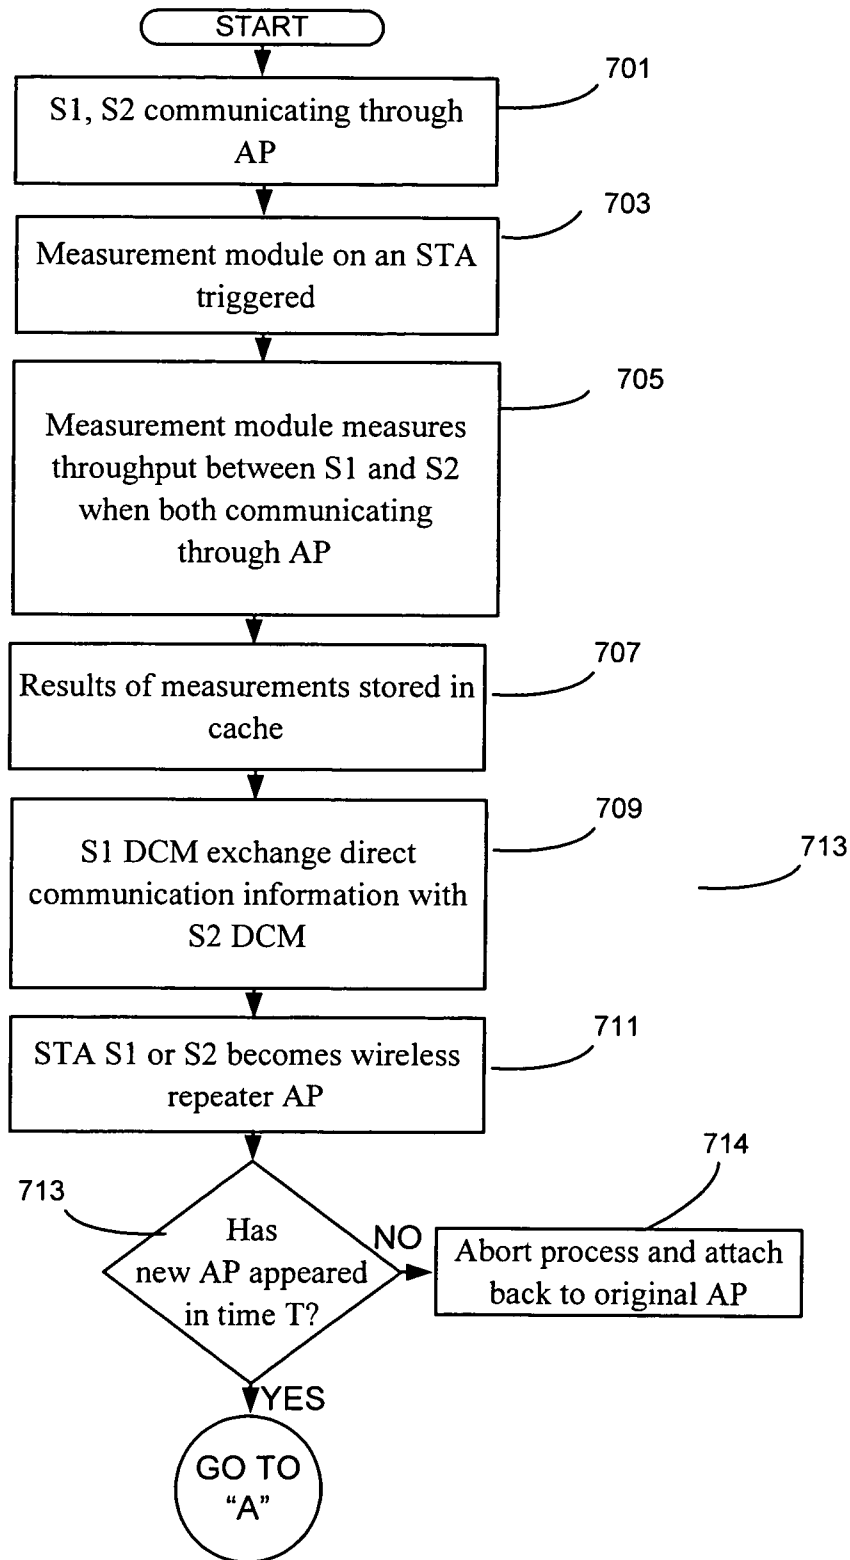 START
701
S1, S2 communicating through
AP
703
Measurement module on an STA
triggered
705
Measurement module measures
throughput between S1 and S2
when both communicating
through AP
707
Results of measurements stored in
cache
709
713
S1 DCM exchange direct
communication information with
S2 DCM
711
STA S1 or S2 becomes wireless
repeater AP
714
713
Has
new AP appeared
in time T?
NO
Abort process and attach
back to original AP
YES
GO TO
“A”